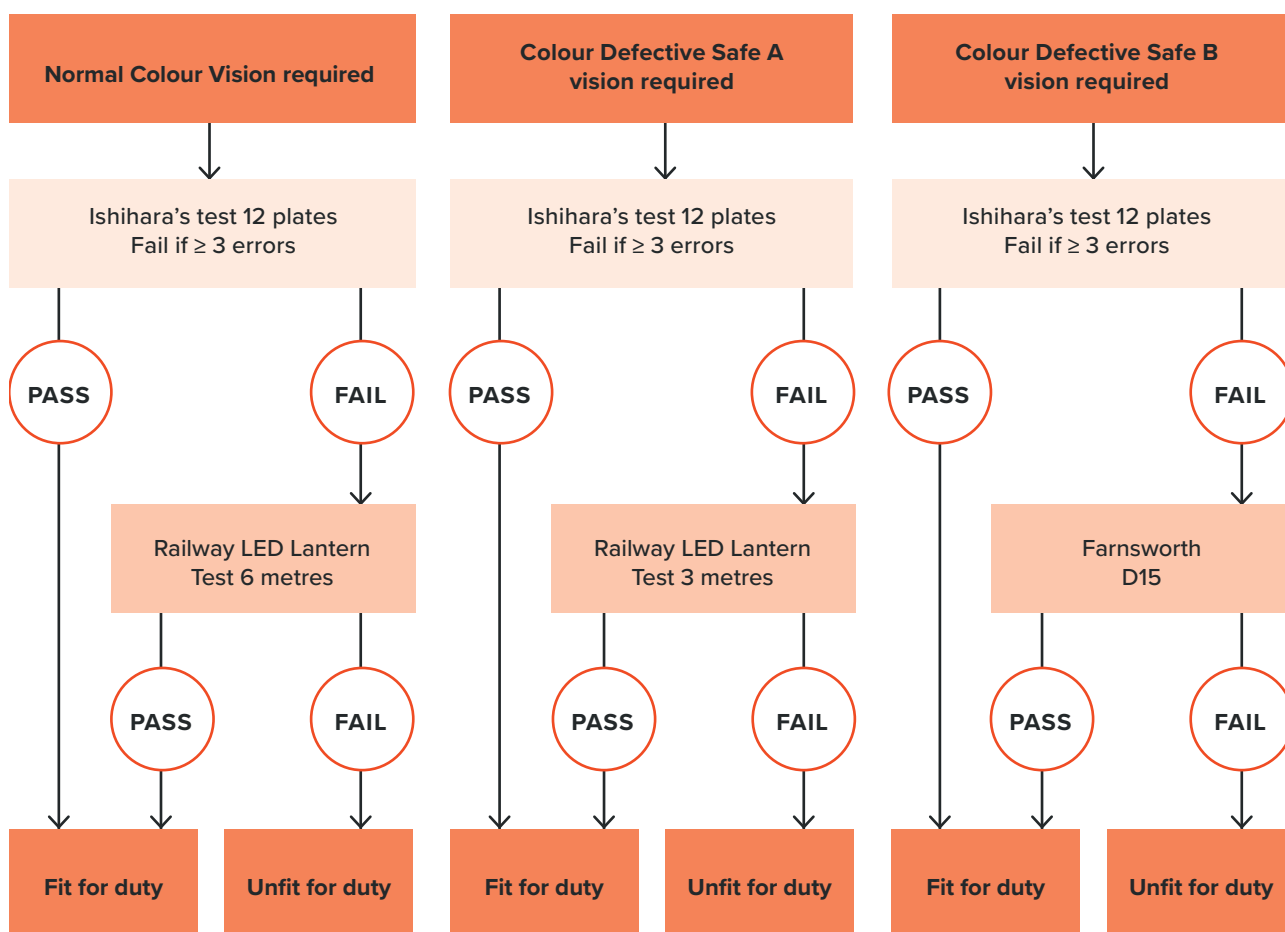 Normal Colour Vision required
Colour Defective Safe A
vision required
Colour Defective Safe B
vision required
Ishihara’s test 12 plates
Fail if ≥ 3 errors
Ishihara’s test 12 plates
Fail if ≥ 3 errors
Ishihara’s test 12 plates
Fail if ≥ 3 errors
PASS
FAIL
PASS
FAIL
PASS
FAIL
Railway LED Lantern
Test 6 metres
Railway LED Lantern
Test 3 metres
Farnsworth
D15
PASS
FAIL
PASS
FAIL
PASS
FAIL
Fit for duty
Unfit for duty
Fit for duty
Unfit for duty
Fit for duty
Unfit for duty